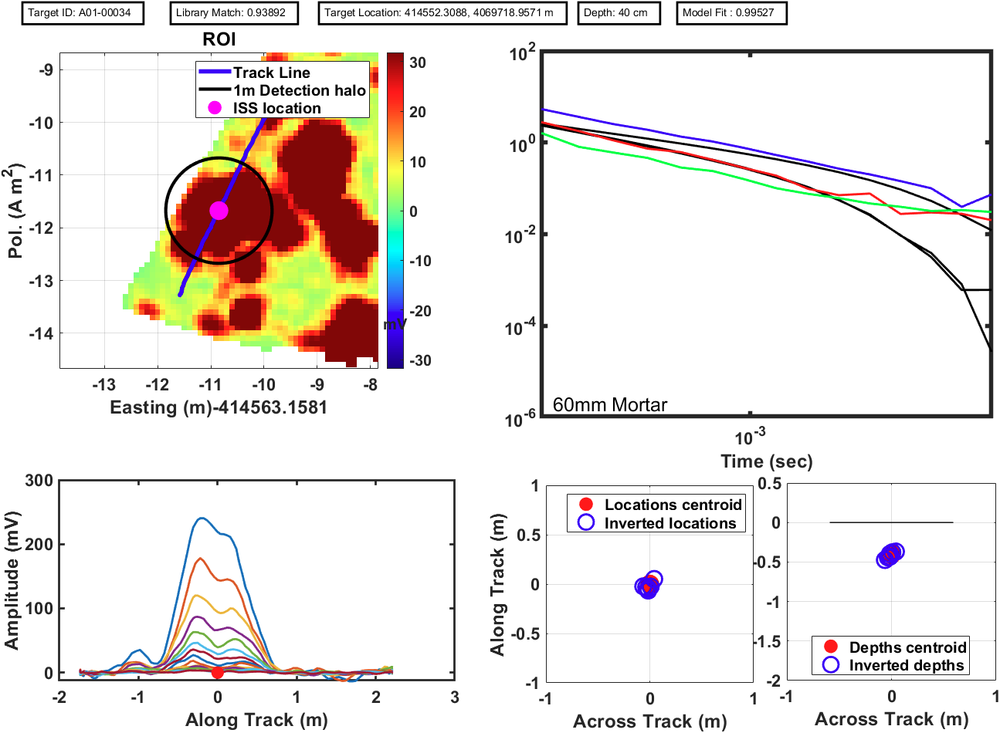 Target ID: A01-00034
Library Match: 0.93892
Target Location: 414552.3088, 4069718.9571 m
Depth: 40 cm
Model Fit : 0.99527
ROI
Track Line
1m Detection halo
ISS location
-9
-10
-11
-12
-13
-14
Pol. (A m2)
-13
-12
-11
-10
-9
-8
Easting (m)-414563.1581
30
20
10
0
-10
-20
-30
mV
10^2
10^0
10^-2
10^-4
10^-6
60mm Mortar
10^-3
Time (sec)
300
200
100
0
Amplitude (mV)
-2
-1
0
1
2
3
Along Track (m)
1
0.5
0
-0.5
-1
Along Track (m)
Locations centroid
Inverted locations
-1
0
1
Across Track (m)
0.5
0
-0.5
-1
-1.5
-2
Depths centroid
Inverted depths
-1
0
1
Across Track (m)